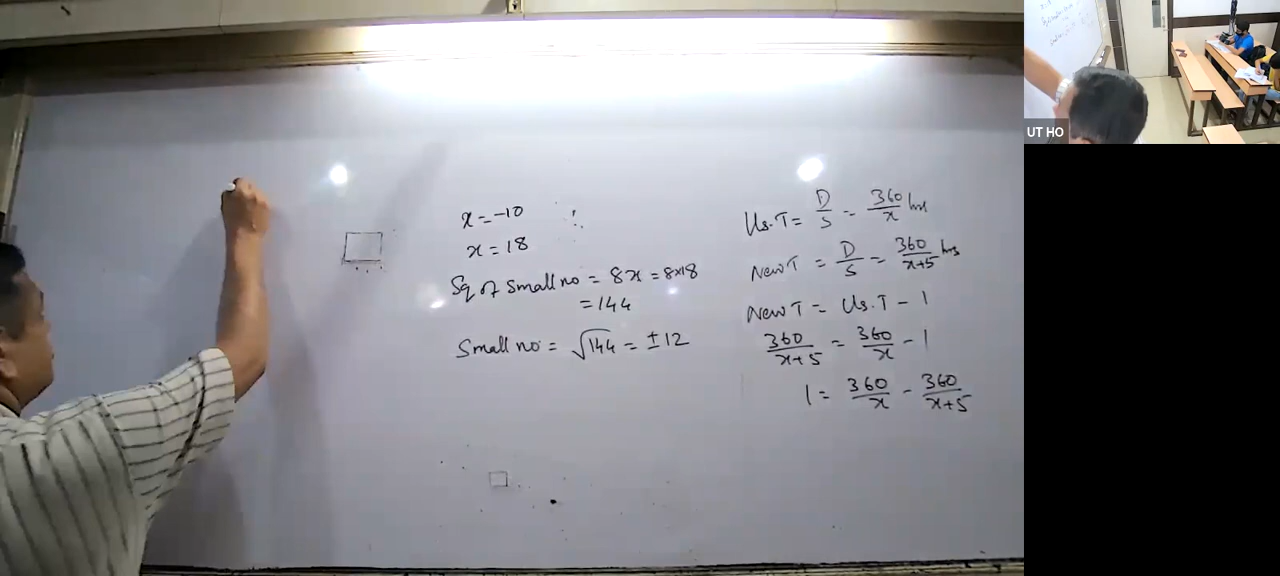 x = -10
x = 18
Sq of Small no = 8x = 8×18
= 144
Small no = √144 = ± 12
Us.T = D/S = 360/x hrs
New T = D/S = 360/x+5 hrs
New T = Us.T - 1
360/x+5 = 360/x - 1
1 = 360/x - 360/x+5
UT HO